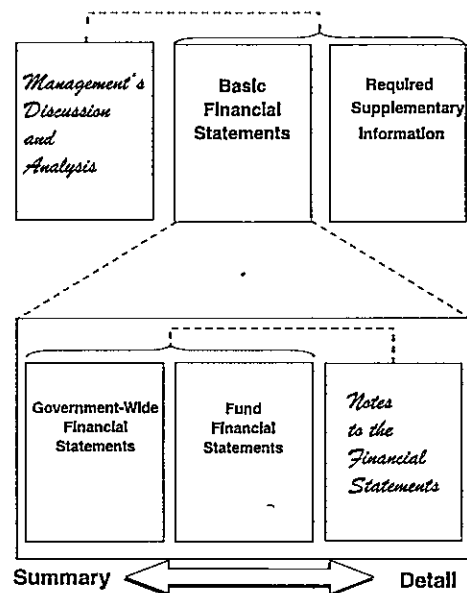 Management's
Discussion
and
Analysis
Basic
Financial
Statements
Required
Supplementary
Information
Government-Wide
Financial
Statements
Fund
Financial
Statements
Notes
to the
Financial
Statements
Summary
Detail